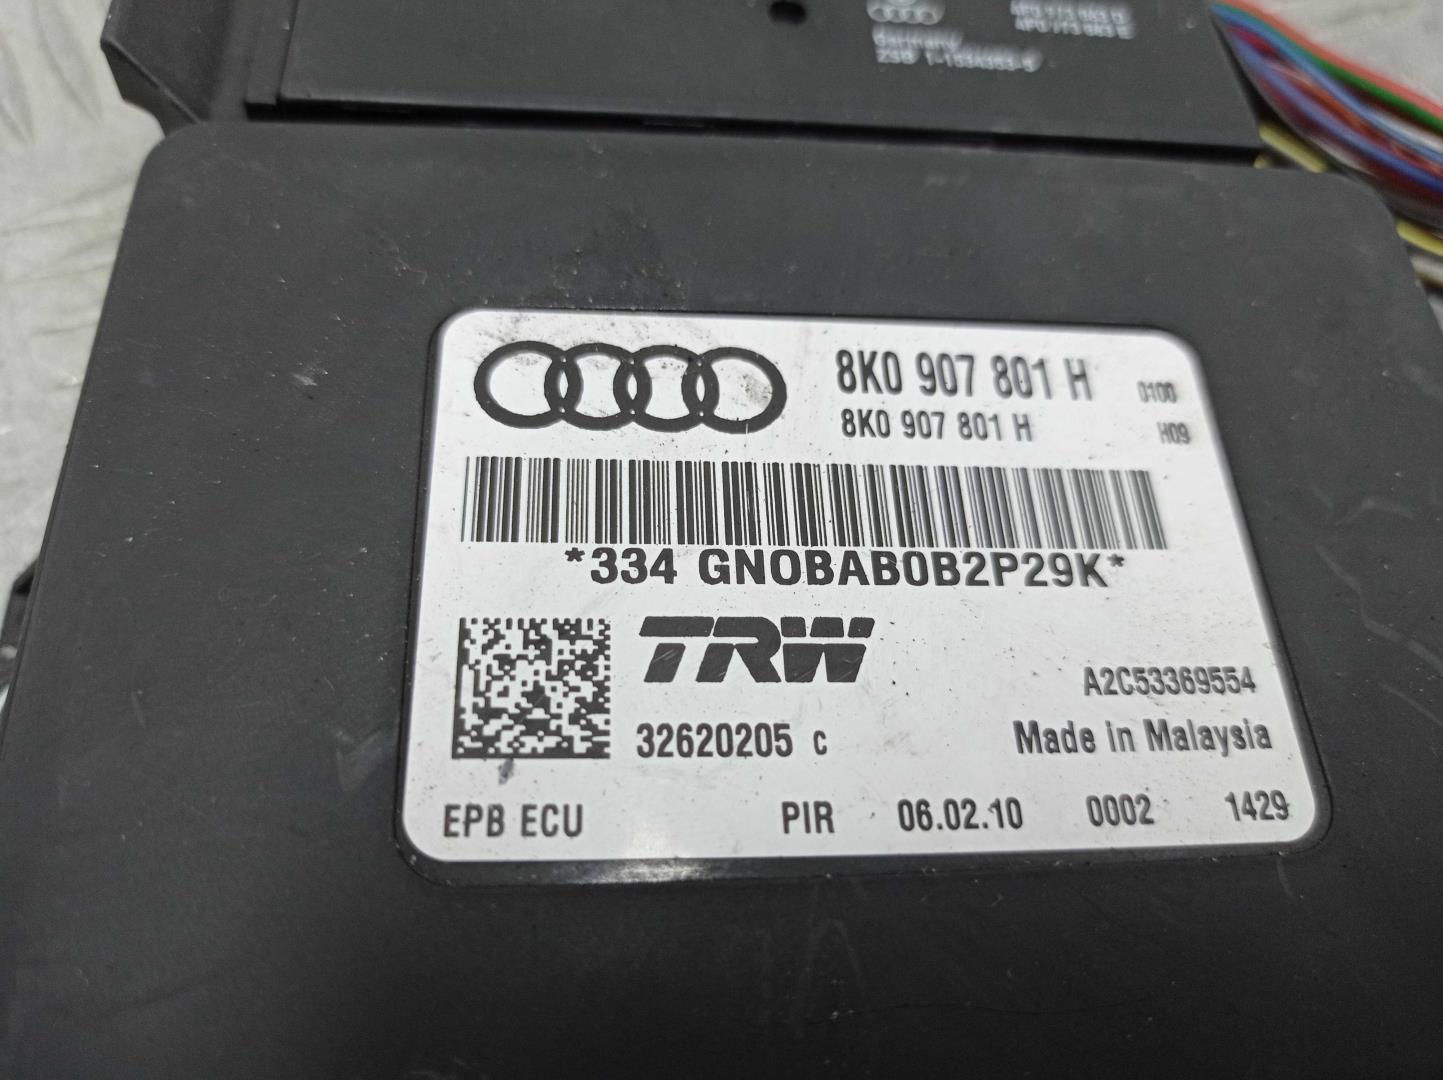 Germany
8K0 907 801 H 0100
8K0 907 801 H H09
*334 GNOBAB0B2P29K*
TRW
A2C53369554
32620205 C
Made in Malaysia
EPB ECU PIR 06.02.10 0002 1429